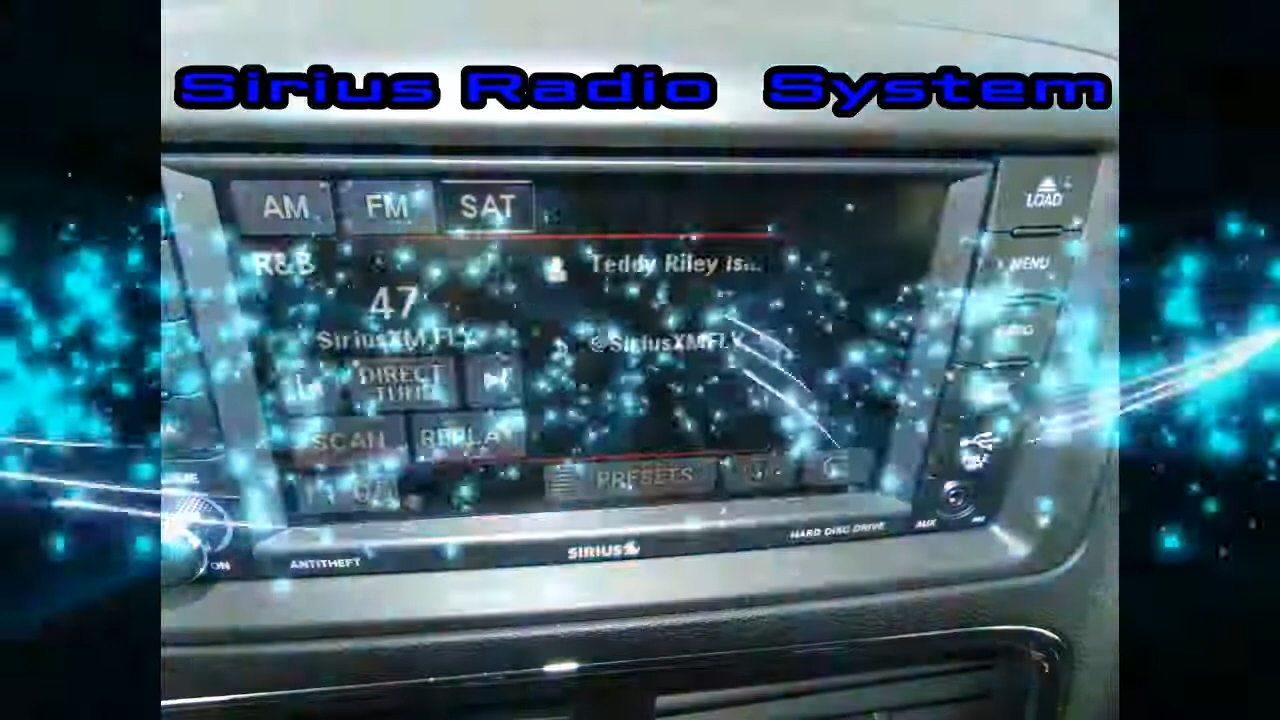 Sirius Radio System
AM FM SAT
LOAD
R&B
Teddy Riley is...
MENU
47
SiriusXM FLY
@SiriusXMFLY
DIRECT
TUNE
SCAN
REPLAY
PRESETS
HARD DISC DRIVE
AUX
SIRIUS
ANTITHEFT
ON